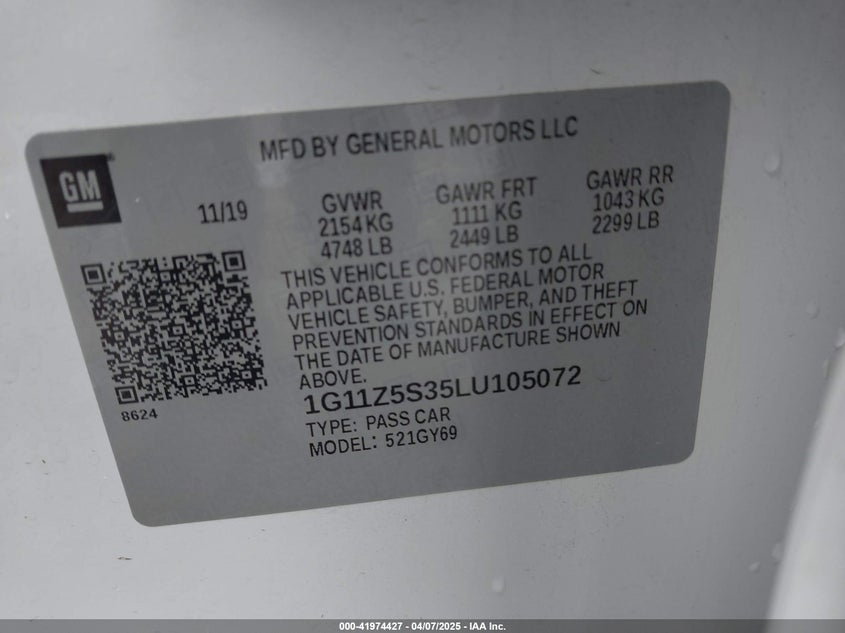 MFD BY GENERAL MOTORS LLC
GM
11/19
GVWR
2154 KG
4748 LB
GAWR FRT
1111 KG
2449 LB
GAWR RR
1043 KG
2299 LB
THIS VEHICLE CONFORMS TO ALL
APPLICABLE U.S. FEDERAL MOTOR
VEHICLE SAFETY, BUMPER, AND THEFT
PREVENTION STANDARDS IN EFFECT ON
THE DATE OF MANUFACTURE SHOWN
ABOVE.
8624
1G11Z5S35LU105072
TYPE: PASS CAR
MODEL: 521GY69
000-41974427 - 04/07/2025 - IAA Inc.